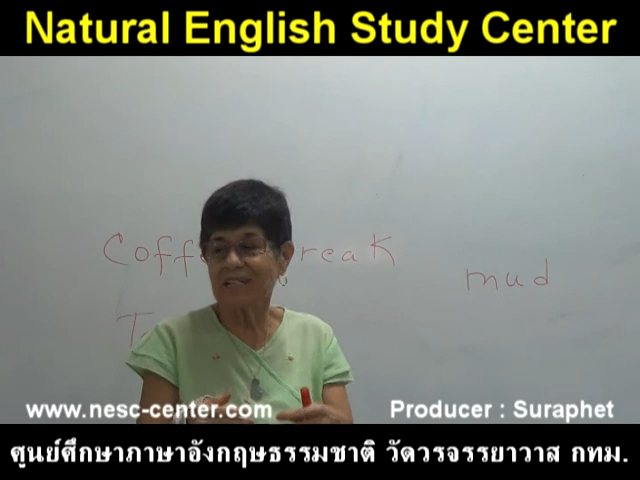 Natural English Study Center
Coff reak
mud
T
www.nesc-center.com Producer : Suraphet
ศูนย์ศึกษาภาษาอังกฤษธรรมชาติ วัดวรจรรยาวาส กทม.